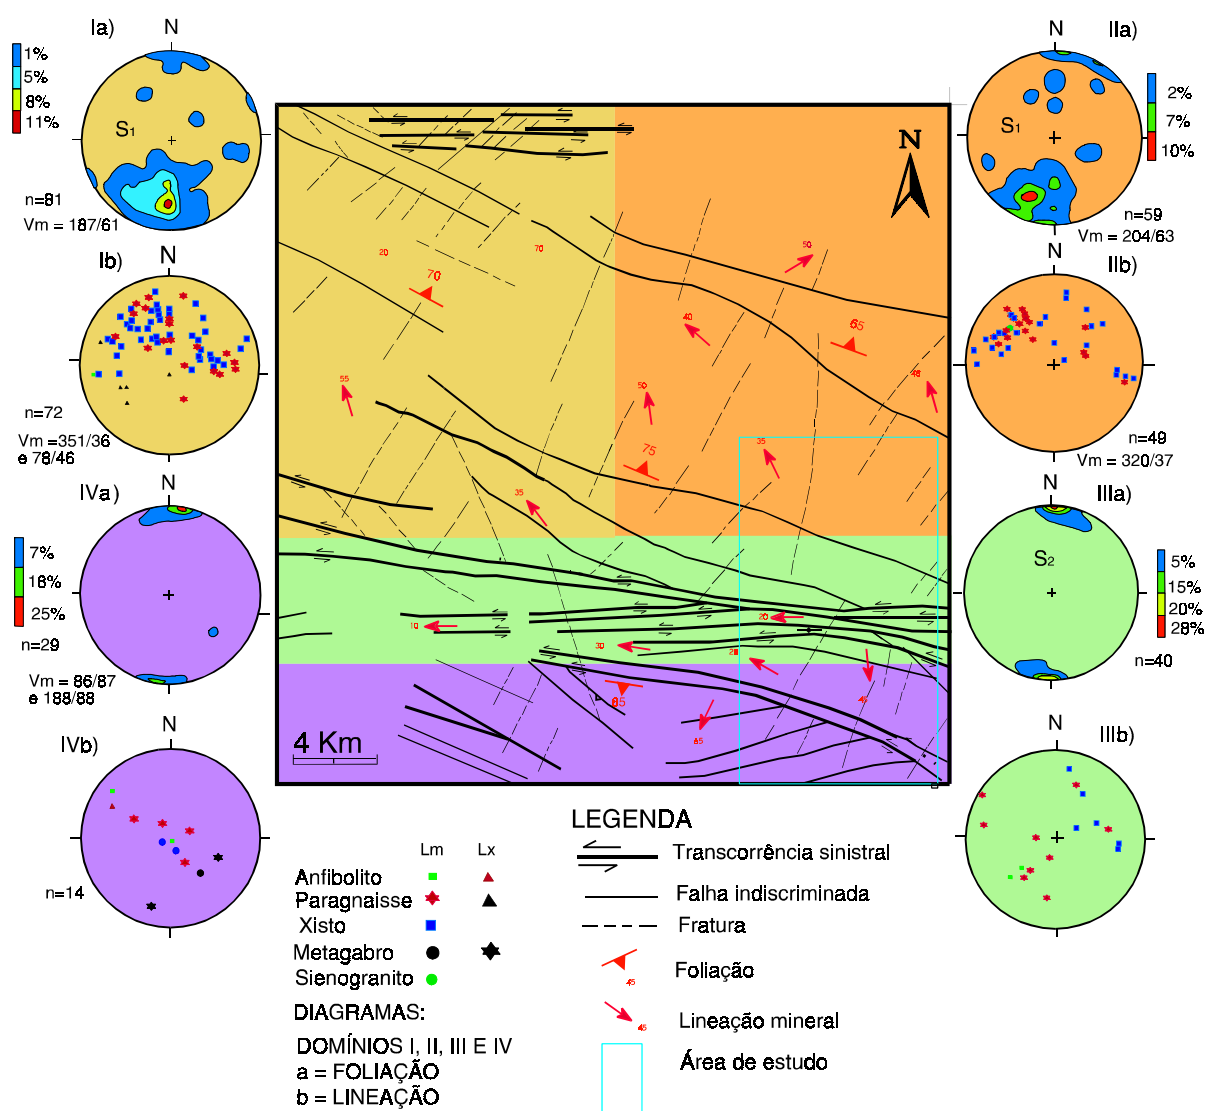 Ia)
N
1%
5%
8%
11%
S1
n=81
Vm = 187/61
Ib)
N
n=72
Vm =351/36
e 78/46
IVa)
N
7%
18%
25%
n=29
Vm = 86/87
e 188/88
IVb)
N
n=14
IIa)
N
2%
7%
10%
S1
n=59
Vm = 204/63
IIb)
N
n=49
Vm = 320/37
IIIa)
N
S2
5%
15%
20%
28%
n=40
IIIb)
N
N
20
70
70
50
40
65
55
50
48
75
35
35
10
20
30
85
45
65
4 Km
LEGENDA
Lm Lx
Anfibolito
Paragnaisse
Xisto
Metagabro
Sienogranito
DIAGRAMAS:
DOMÍNIOS I, II, III E IV
a = FOLIAÇÃO
b = LINEAÇÃO
Transcorrência sinistral
Falha indiscriminada
Fratura
45
Foliação
45
Lineação mineral
Área de estudo